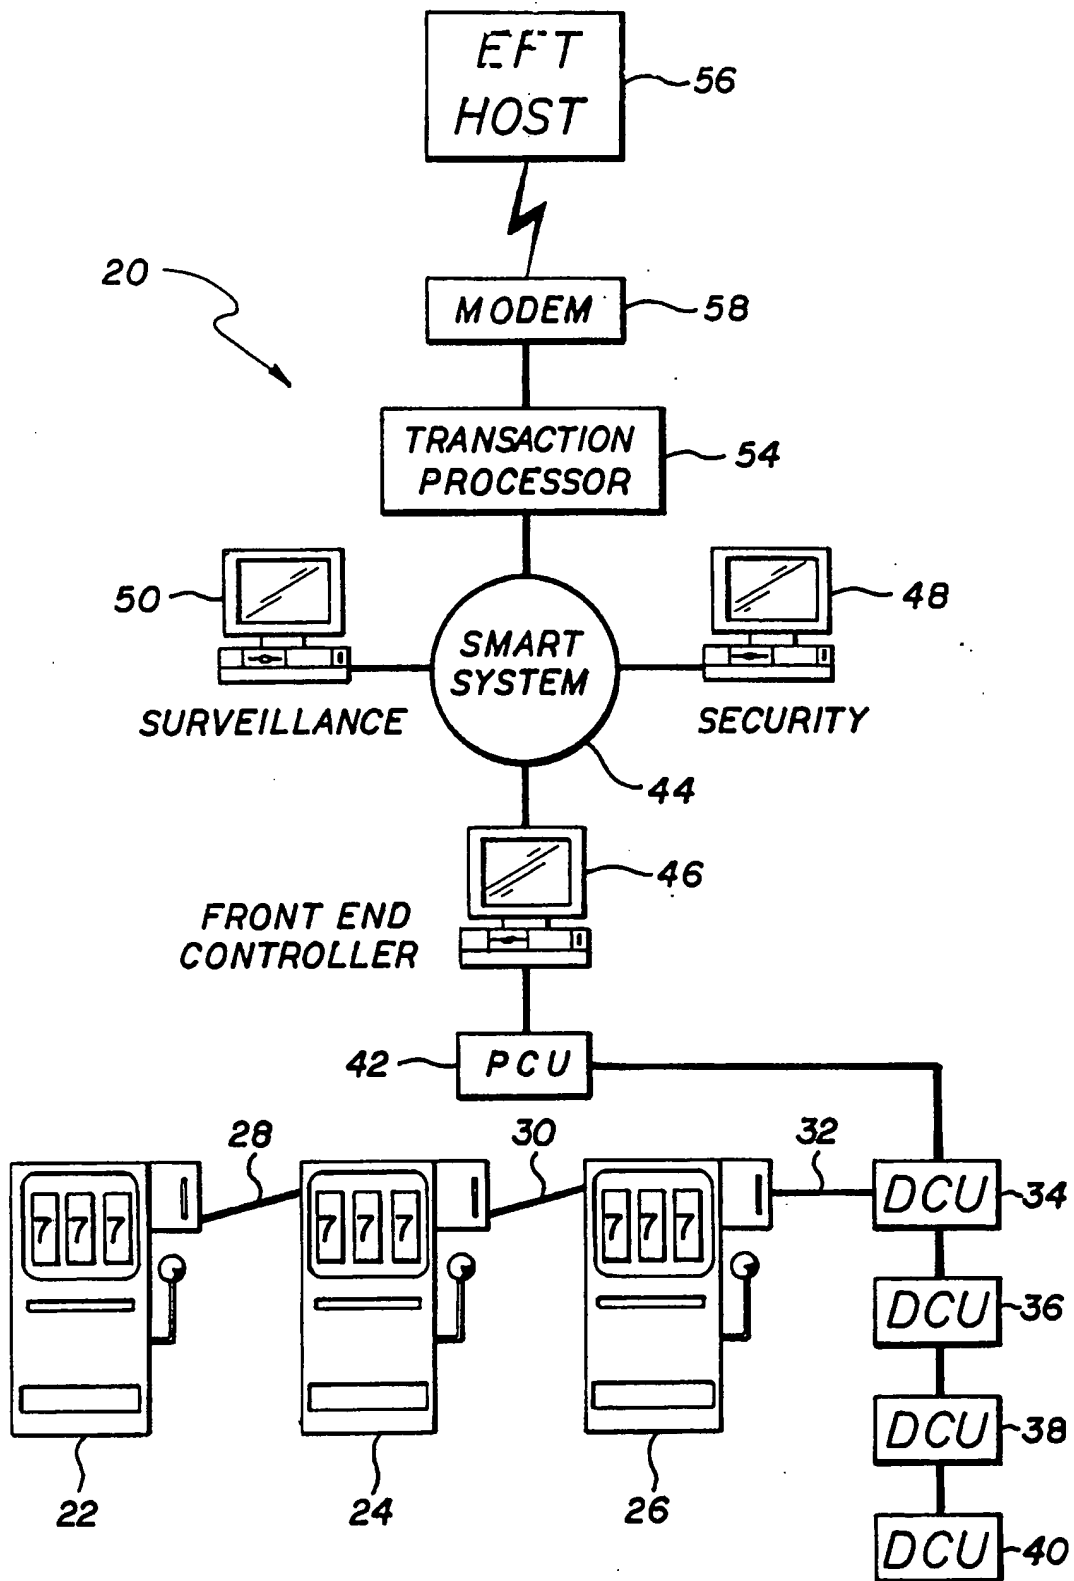 EFT
HOST
56
20
MODEM
58
TRANSACTION
PROCESSOR
54
50
48
SMART
SYSTEM
SURVEILLANCE
SECURITY
44
46
FRONT END
CONTROLLER
42
PCU
28
30
32
7 7 7
7 7 7
7 7 7
DCU
34
DCU
36
DCU
38
22
24
26
DCU
40